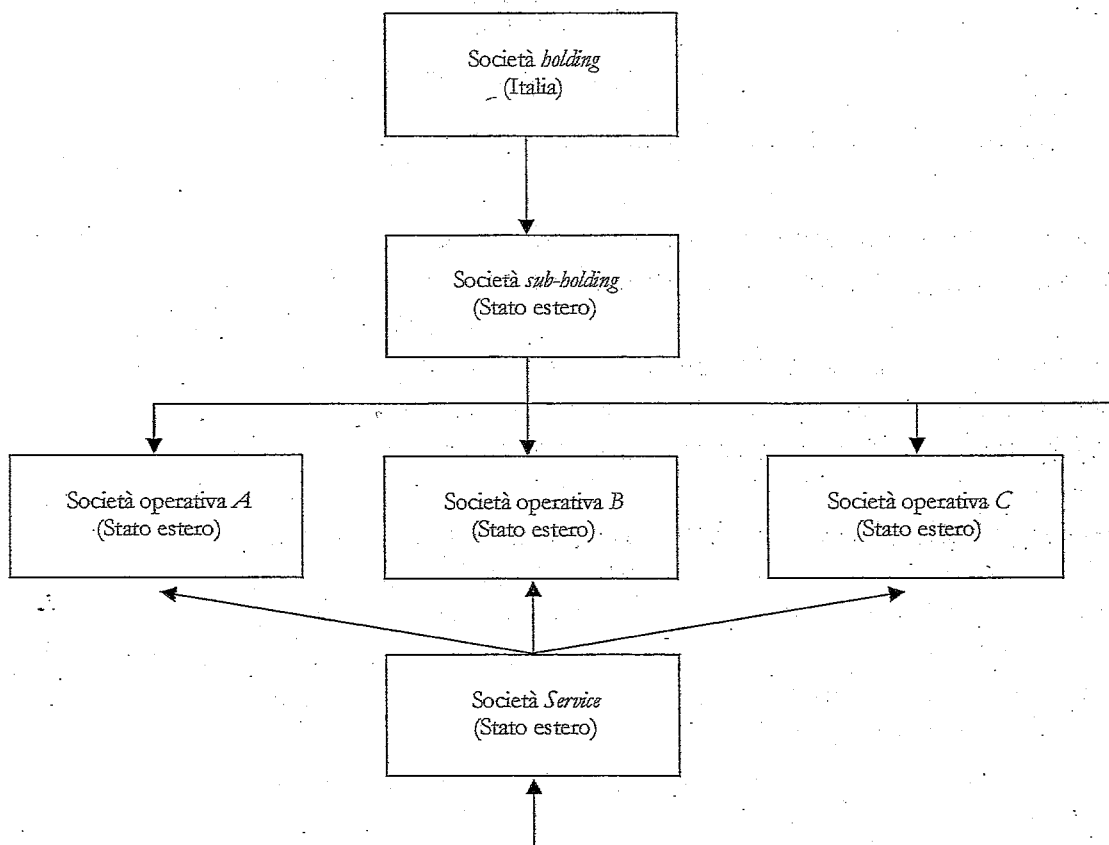 Società holding
(Italia)
Società sub-holding
(Stato estero)
Società operativa A
(Stato estero)
Società operativa B
(Stato estero)
Società operativa C
(Stato estero)
Società Service
(Stato estero)